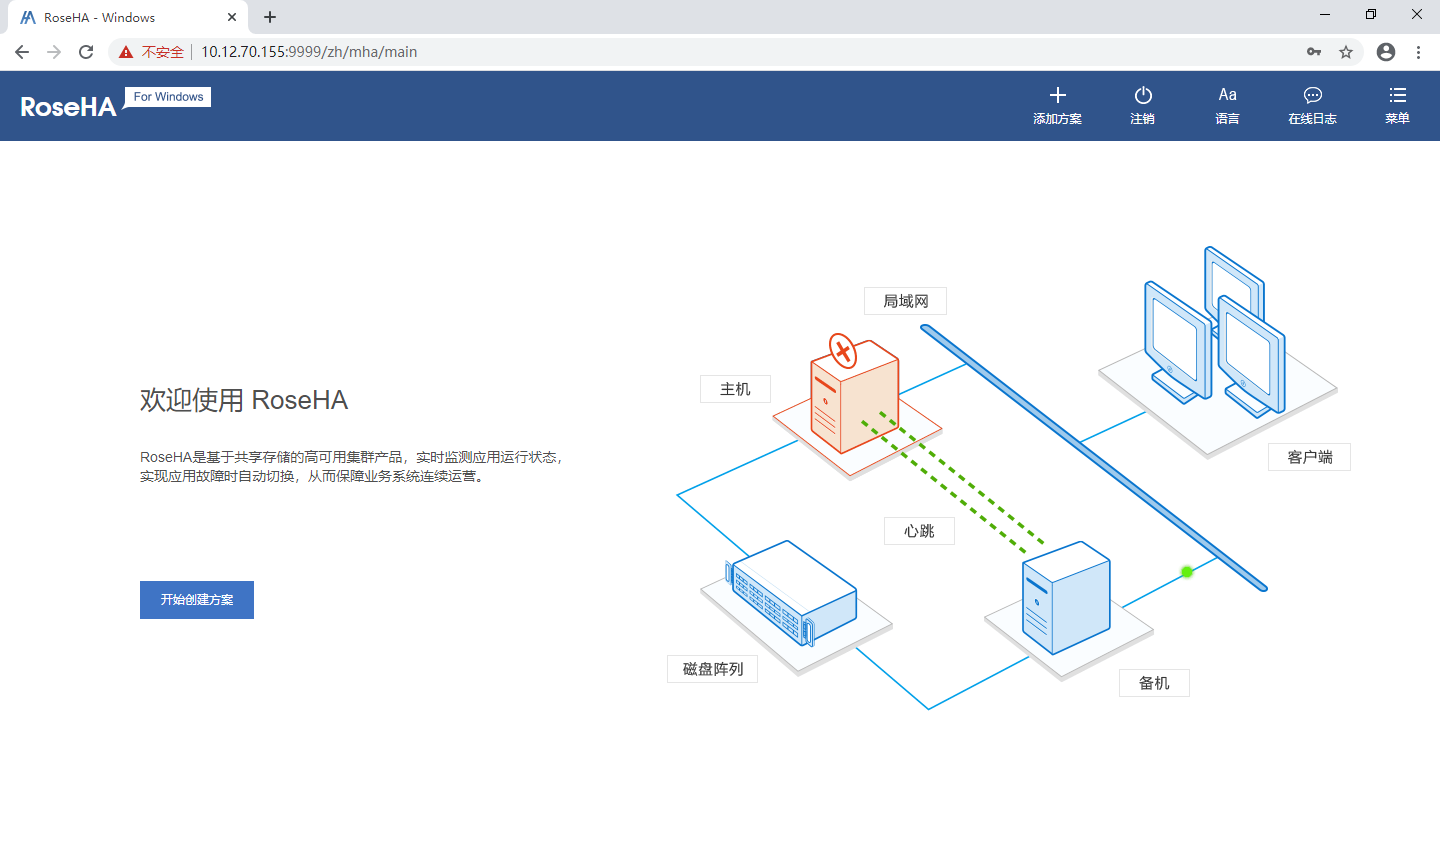 RoseHA - Windows
不安全
10.12.70.155:9999/zh/mha/main
RoseHA
For Windows
添加方案
注销
Aa
语言
在线日志
菜单
局域网
主机
欢迎使用 RoseHA
RoseHA是基于共享存储的高可用集群产品，实时监测应用运行状态，
实现应用故障时自动切换，从而保障业务系统连续运营。
客户端
心跳
开始创建方案
磁盘阵列
备机